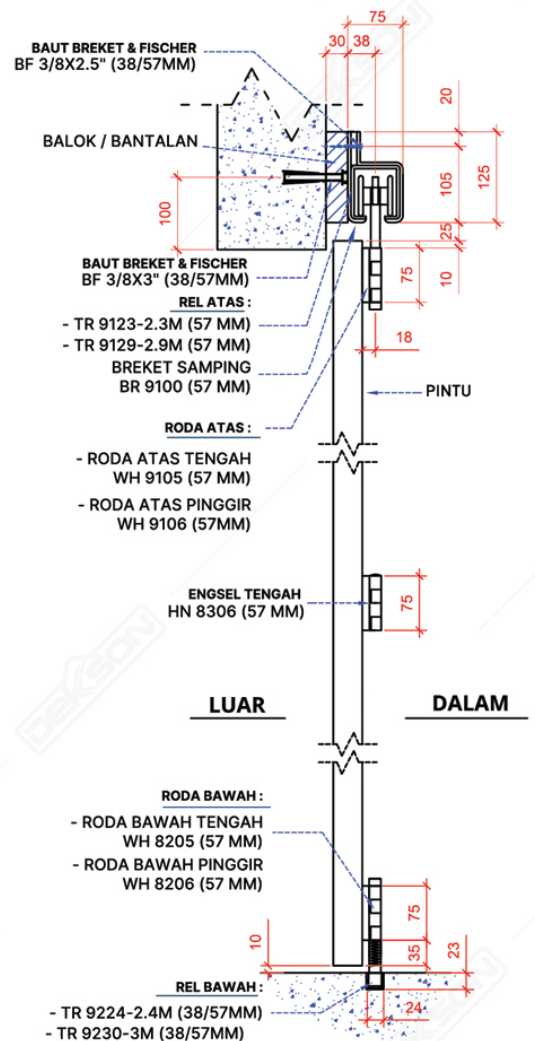 75
30
38
BAUT BREKET & FISCHER
BF 3/8X2.5" (38/57MM)
20
BALOK / BANTALAN
105
125
100
25
BAUT BREKET & FISCHER
BF 3/8X3" (38/57MM)
75
10
REL ATAS :
- TR 9123-2.3M (57 MM)
- TR 9129-2.9M (57 MM)
18
BREKET SAMPING
BR 9100 (57 MM)
PINTU
RODA ATAS :
- RODA ATAS TENGAH
WH 9105 (57 MM)
- RODA ATAS PINGGIR
WH 9106 (57MM)
ENGSEL TENGAH
HN 8306 (57 MM)
75
LUAR
DALAM
RODA BAWAH :
- RODA BAWAH TENGAH
WH 8205 (57 MM)
- RODA BAWAH PINGGIR
WH 8206 (57 MM)
75
10
35
23
REL BAWAH :
- TR 9224-2.4M (38/57MM)
24
- TR 9230-3M (38/57MM)
DEKSON